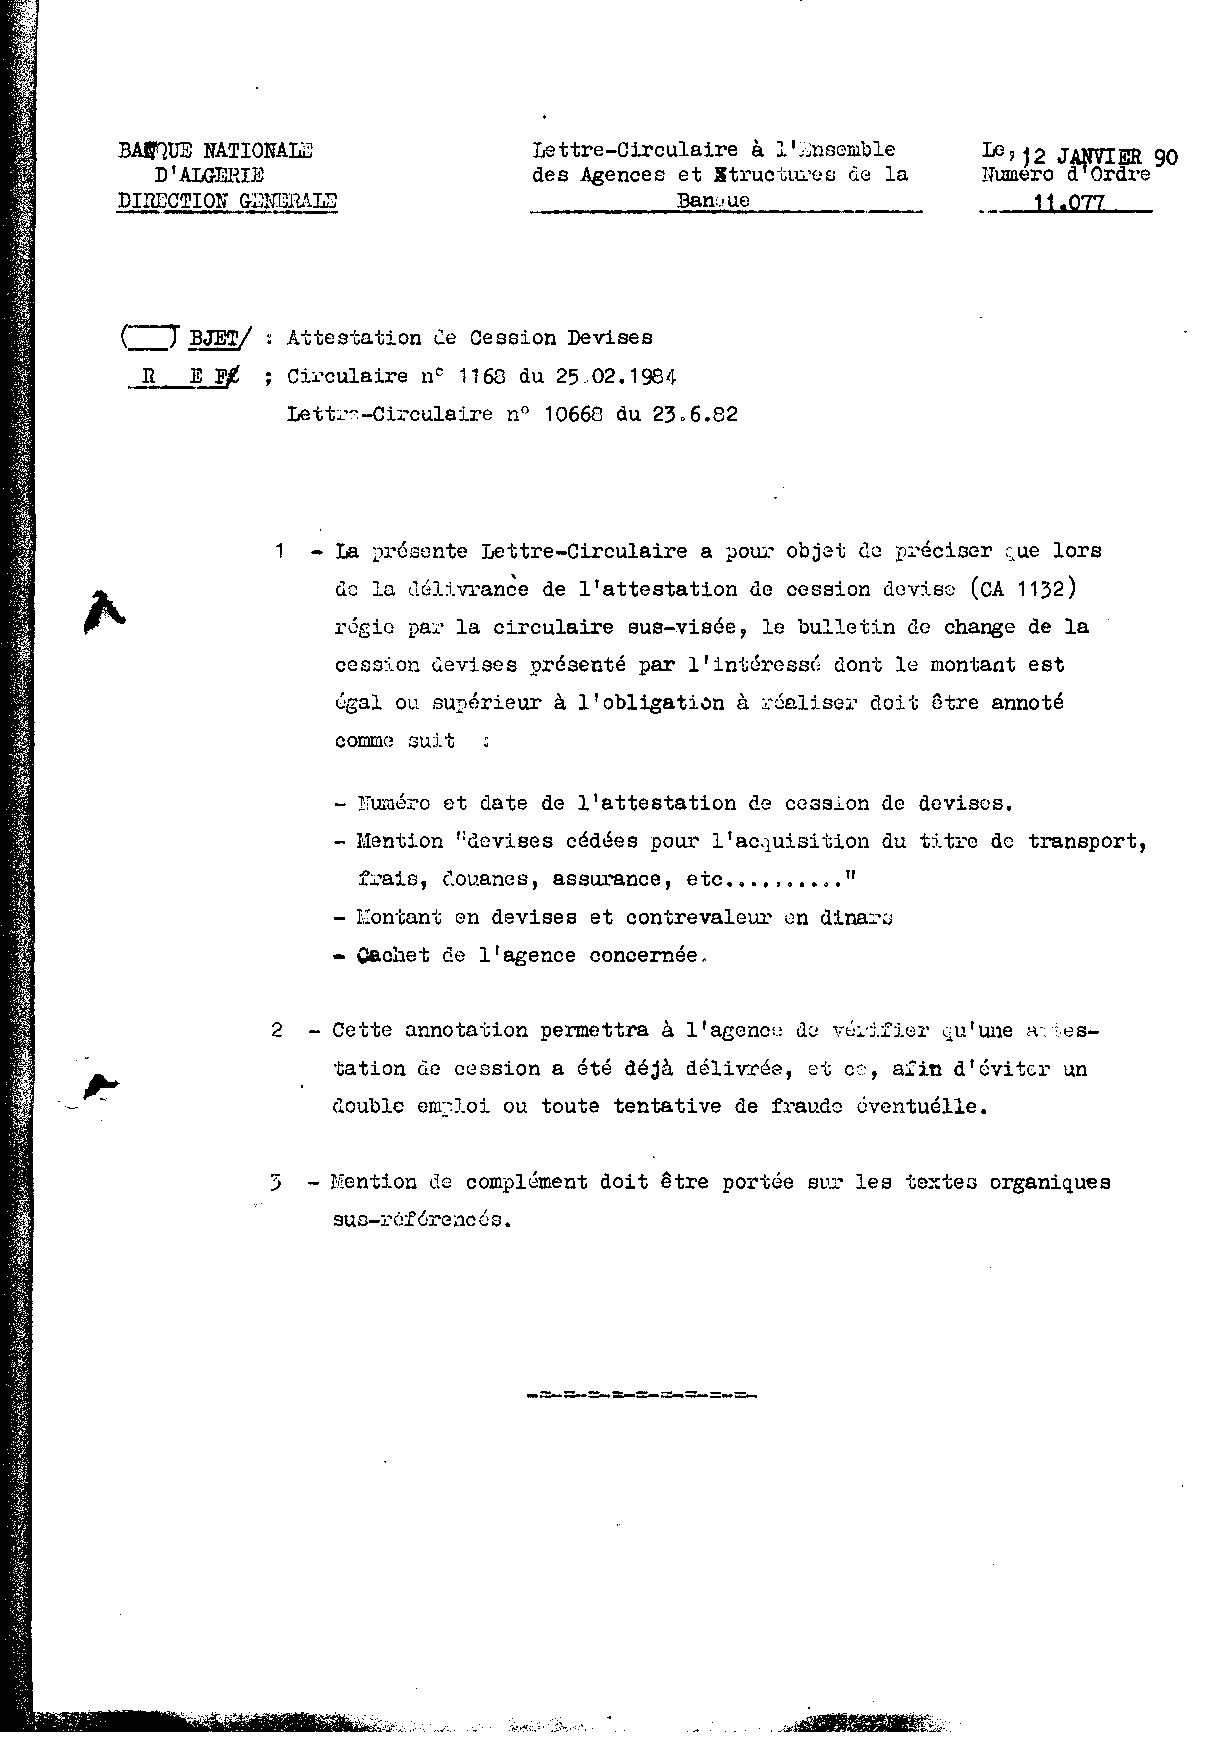 BANQUE NATIONALE
D'ALGERIE
DIRECTION GENERALE
Lettre-Circulaire à l'Ensemble
des Agences et Structures de la
Banque
Le, 12 JANVIER 90
Numéro d'Ordre
11.077
BJET/ : Attestation de Cession Devises
R E F/ ; Circulaire n° 1168 du 25.02.1984
Lettre-Circulaire n° 10668 du 23.6.82
1 - La présente Lettre-Circulaire a pour objet de préciser que lors
de la délivrance de l'attestation de cession devise (CA 1132)
régie par la circulaire sus-visée, le bulletin de change de la
cession devises présenté par l'intéressé dont le montant est
égal ou supérieur à l'obligation à réaliser doit être annoté
comme suit :
- Numéro et date de l'attestation de cession de devises.
- Mention "devises cédées pour l'acquisition du titre de transport,
frais, douanes, assurance, etc.........."
- Montant en devises et contrevaleur en dinars
- Cachet de l'agence concernée.
2 - Cette annotation permettra à l'agence de vérifier qu'une attes-
tation de cession a été déjà délivrée, et ce, afin d'éviter un
double emploi ou toute tentative de fraude éventuélle.
3 - Mention de complément doit être portée sur les textes organiques
sus-référencés.
-=-=-=-=-=-=-=-=-=-